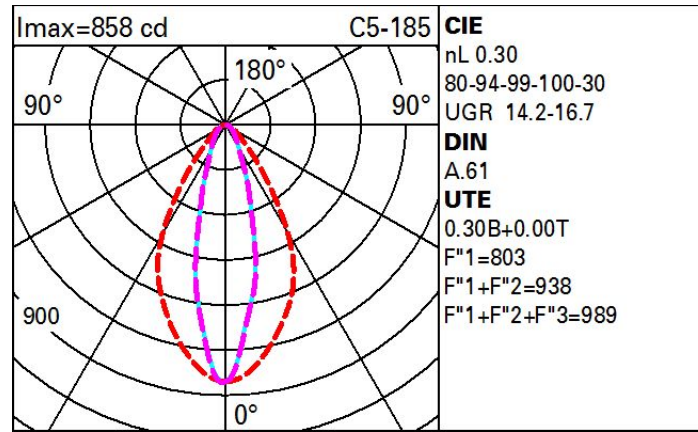 Imax=858 cd C5-185
180°
90° 90°
900
0°
CIE
nL 0.30
80-94-99-100-30
UGR 14.2-16.7
DIN
A.61
UTE
0.30B+0.00T
F"1=803
F"1+F"2=938
F"1+F"2+F"3=989